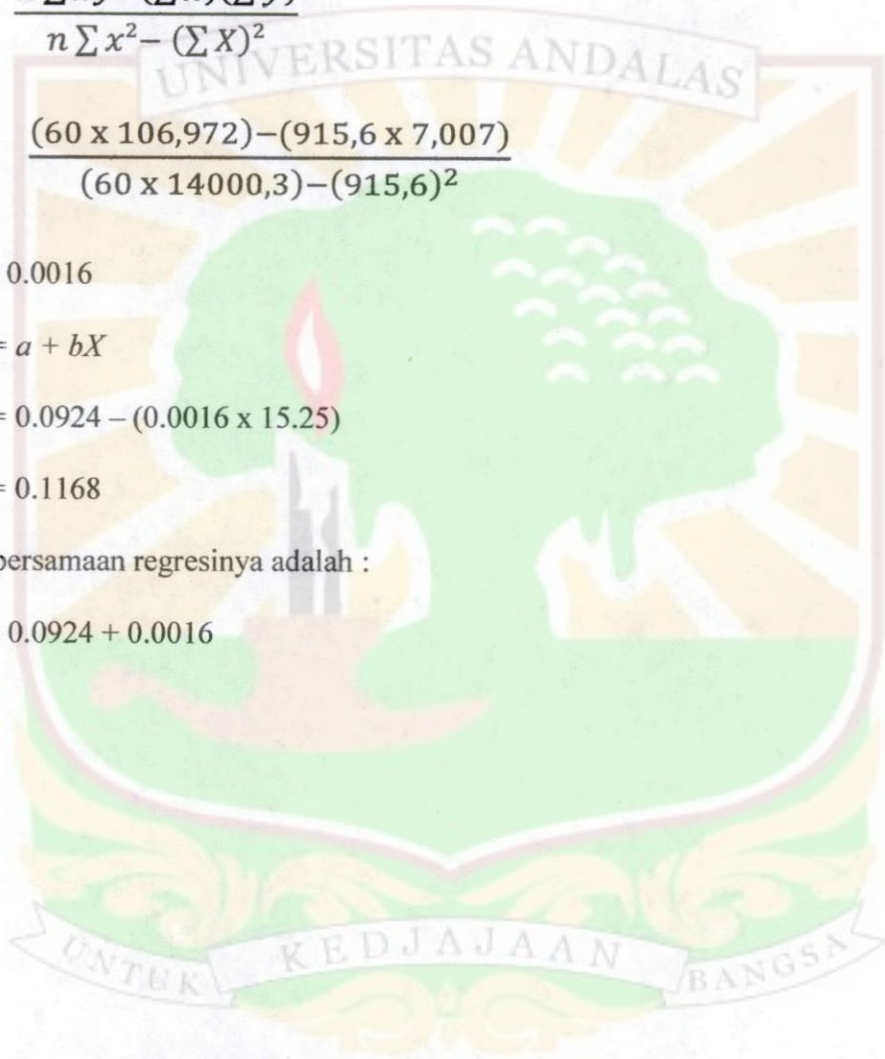 n ∑ x² − (∑ X)²
UNIVERSITAS ANDALAS
(60 x 106,972)−(915,6 x 7,007)
(60 x 14000,3)−(915,6)²
0.0016
= a + bX
= 0.0924 – (0.0016 x 15.25)
= 0.1168
persamaan regresinya adalah :
0.0924 + 0.0016
UNTUK KEDJAJAAN BANGSA